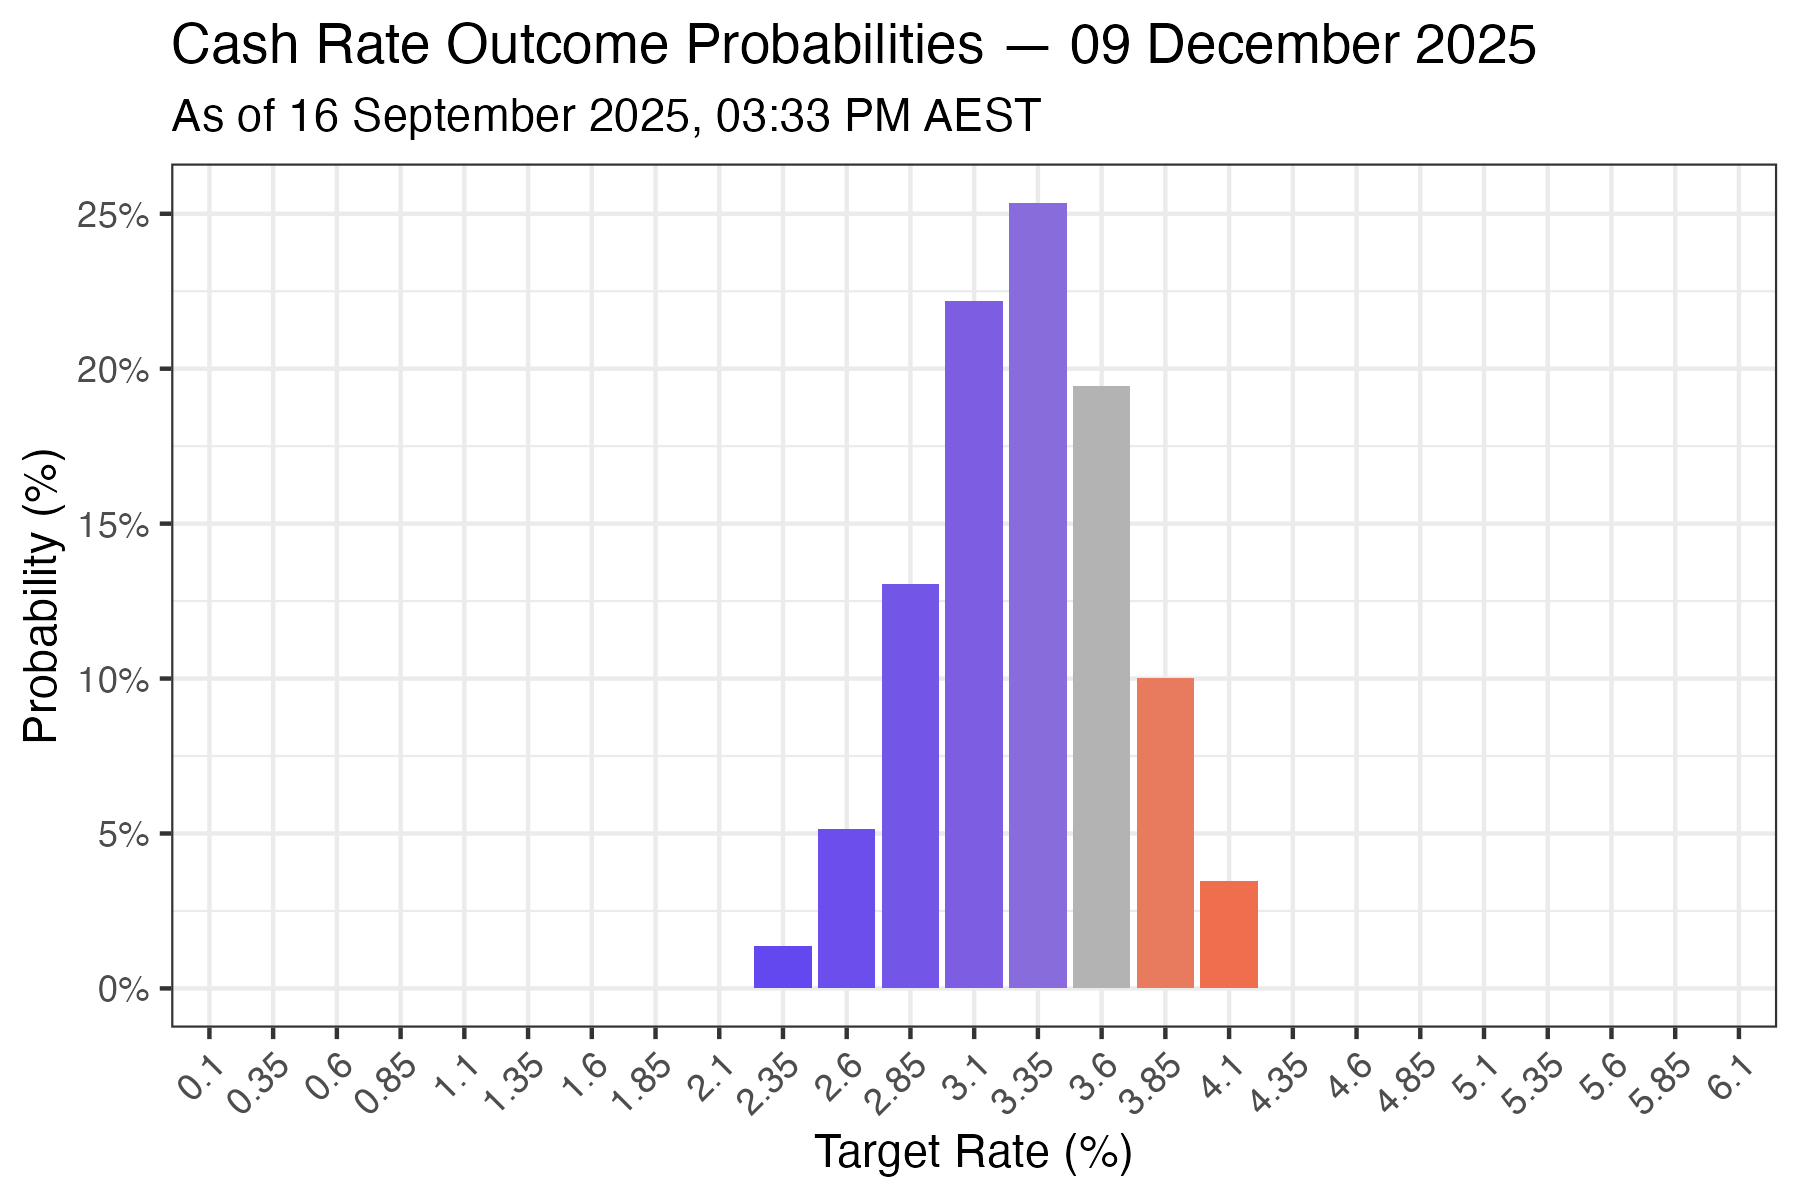 Cash Rate Outcome Probabilities — 09 December 2025
As of 16 September 2025, 03:33 PM AEST
Probability (%)
25%
20%
15%
10%
5%
0%
0.1 0.35 0.6 0.85 1.1 1.35 1.6 1.85 2.1 2.35 2.6 2.85 3.1 3.35 3.6 3.85 4.1 4.35 4.6 4.85 5.1 5.35 5.6 5.85 6.1
Target Rate (%)